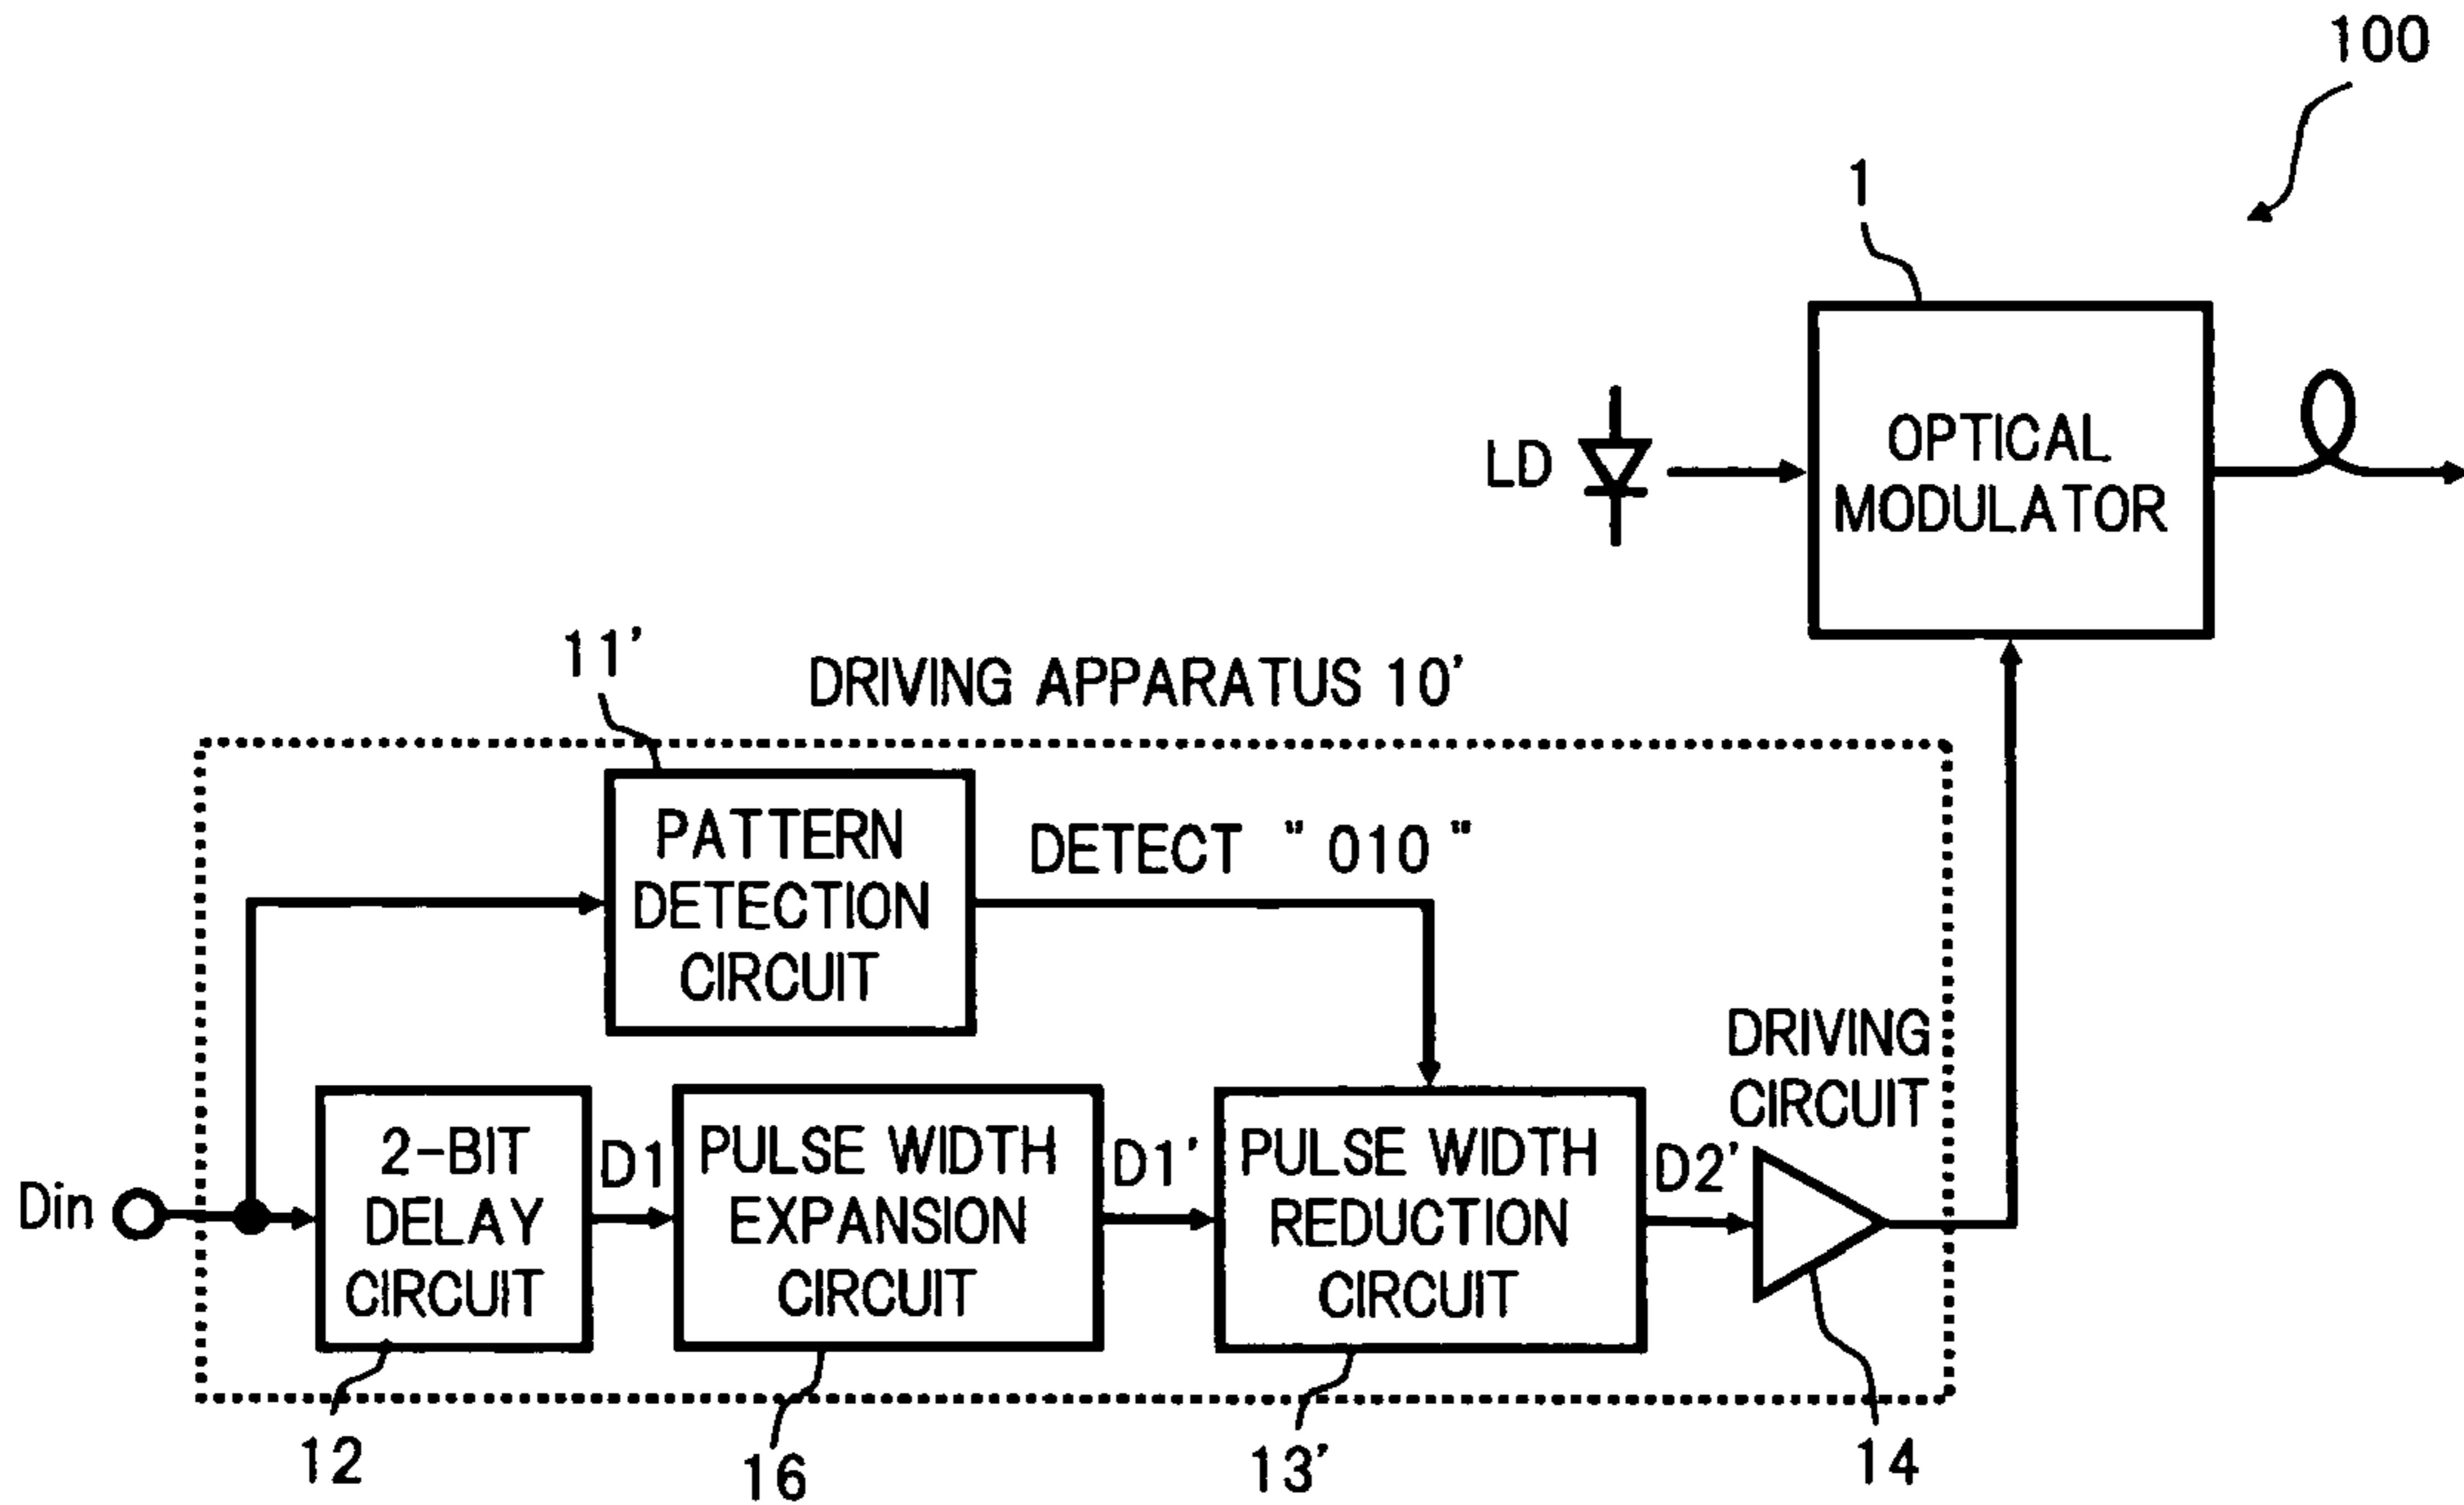 100
1
LD
OPTICAL
MODULATOR
11'
DRIVING APPARATUS 10'
PATTERN
DETECTION
CIRCUIT
DETECT "010"
DRIVING
CIRCUIT
Din
2-BIT
DELAY
CIRCUIT
D1
PULSE WIDTH
EXPANSION
CIRCUIT
D1'
PULSE WIDTH
REDUCTION
CIRCUIT
D2'
12
16
13'
14